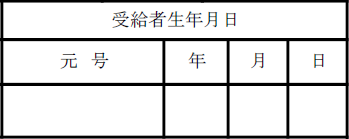 受給者生年月日
元 号 年 月 日